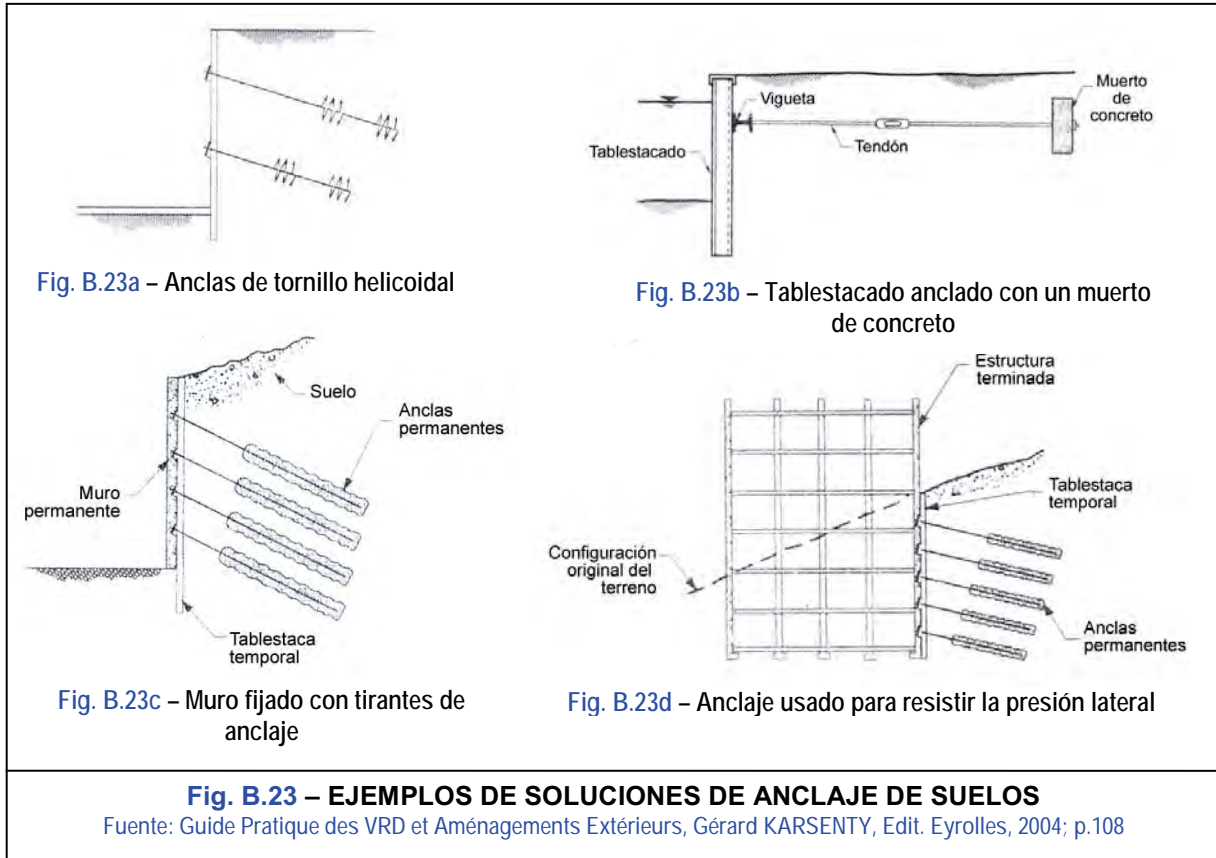 Fig. B.23a – Anclas de tornillo helicoidal
Muerto
de
concreto
Vigueta
Tablestacado
Tendón
Fig. B.23b – Tablestacado anclado con un muerto
de concreto
Suelo
Anclas
permanentes
Muro
permanente
Tablestaca
temporal
Fig. B.23c – Muro fijado con tirantes de
anclaje
Estructura
terminada
Tablestaca
temporal
Configuración
original del
terreno
Anclas
permanentes
Fig. B.23d – Anclaje usado para resistir la presión lateral
Fig. B.23 – EJEMPLOS DE SOLUCIONES DE ANCLAJE DE SUELOS
Fuente: Guide Pratique des VRD et Aménagements Extérieurs, Gérard KARSENTY, Edit. Eyrolles, 2004; p.108